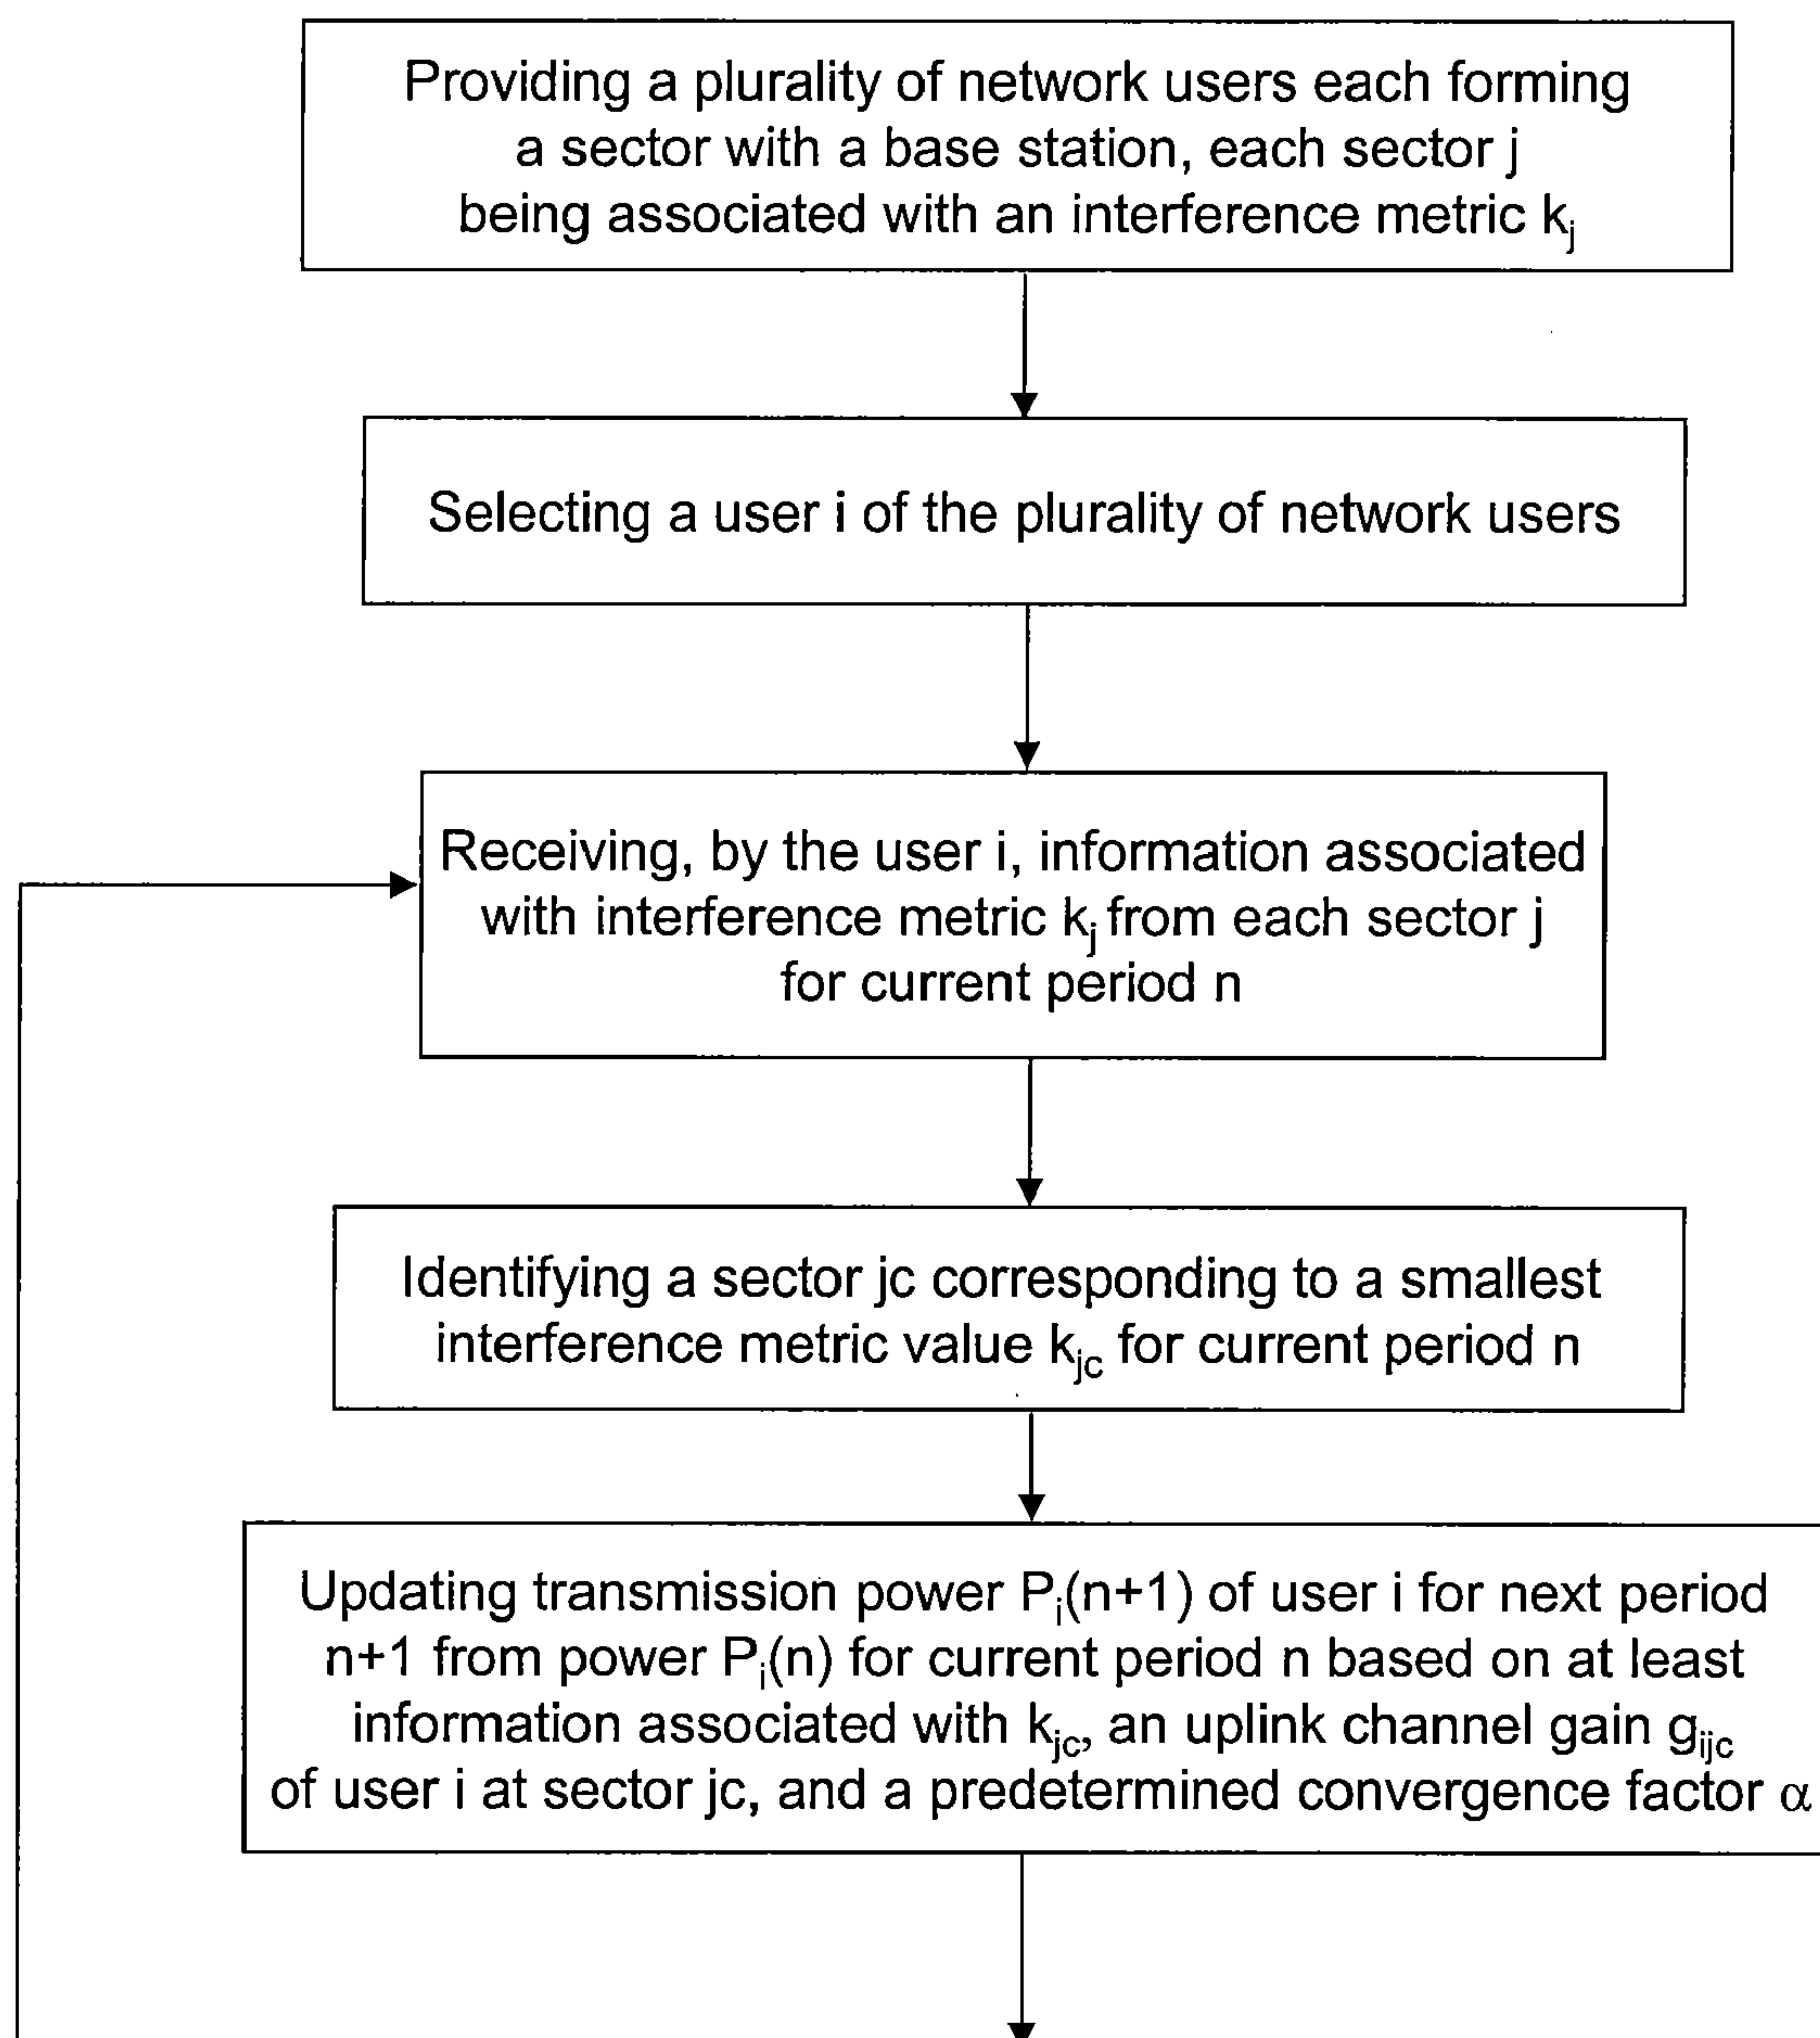 Providing a plurality of network users each forming
a sector with a base station, each sector j
being associated with an interference metric kj
Selecting a user i of the plurality of network users
Receiving, by the user i, information associated
with interference metric kj from each sector j
for current period n
Identifying a sector jc corresponding to a smallest
interference metric value kjc for current period n
Updating transmission power Pi(n+1) of user i for next period
n+1 from power Pi(n) for current period n based on at least
information associated with kjc, an uplink channel gain gijc
of user i at sector jc, and a predetermined convergence factor α